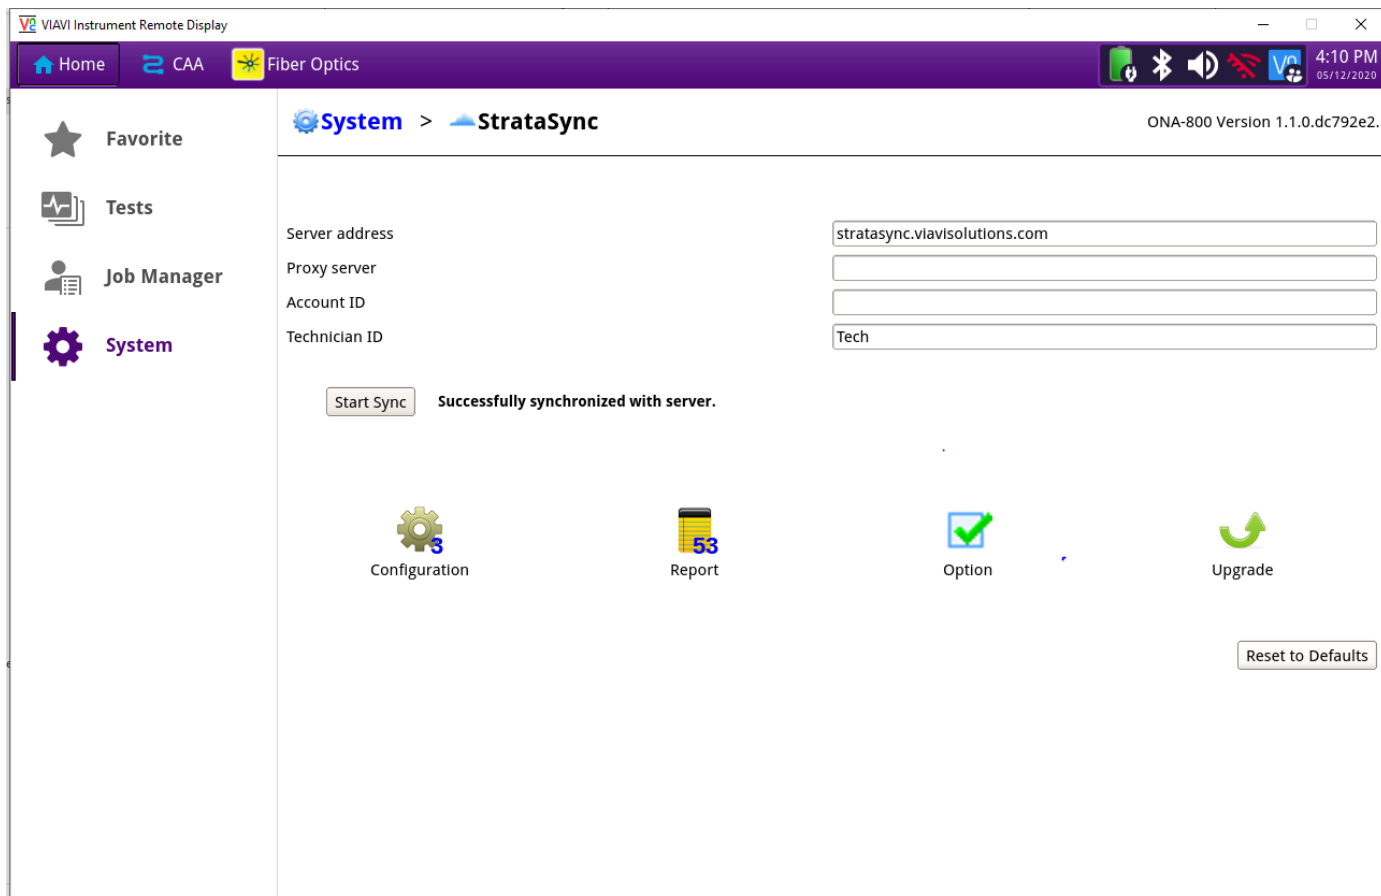 VIAVI Instrument Remote Display
Home CAA Fiber Optics 4:10 PM
05/12/2020
System > StrataSync ONA-800 Version 1.1.0.dc792e2.
Favorite
Tests
Job Manager
System
Server address stratasync.viavisolutions.com
Proxy server
Account ID
Technician ID Tech
Start Sync Successfully synchronized with server.
3 53
Configuration Report Option Upgrade
Reset to Defaults